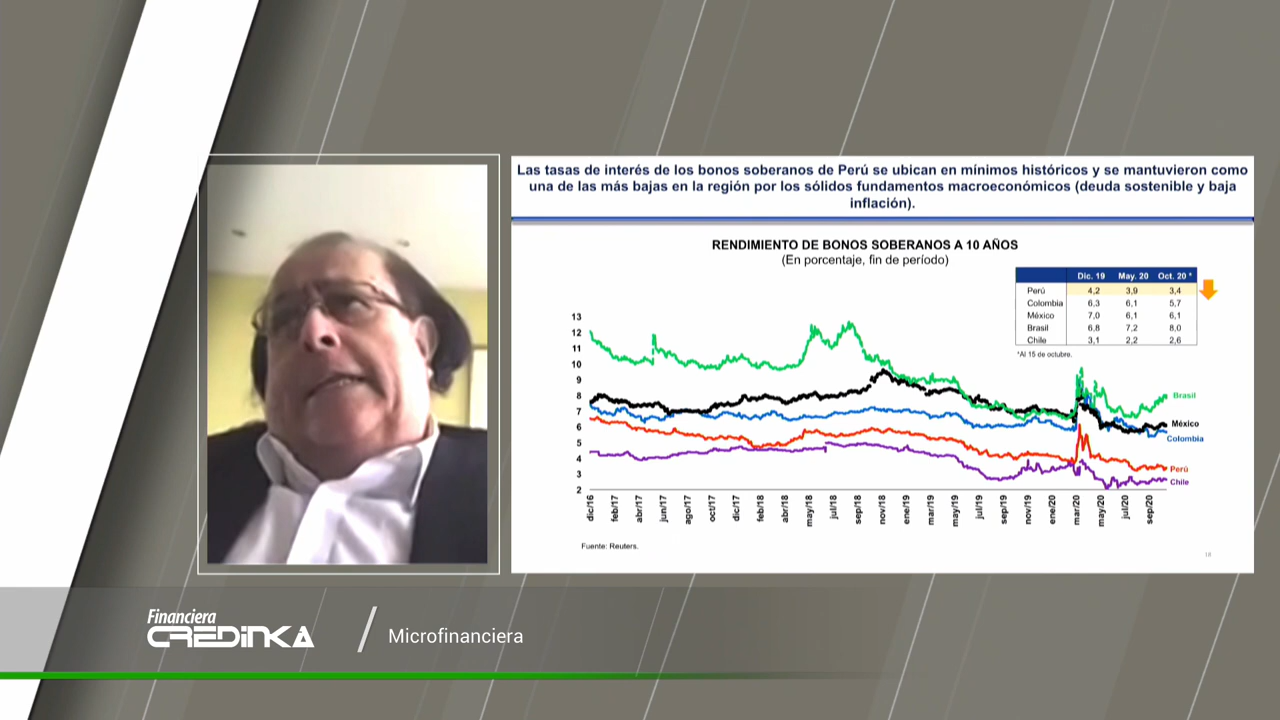 Las tasas de interés de los bonos soberanos de Perú se ubican en mínimos históricos y se mantuvieron como
una de las más bajas en la región por los sólidos fundamentos macroeconómicos (deuda sostenible y baja
inflación).
RENDIMIENTO DE BONOS SOBERANOS A 10 AÑOS
(En porcentaje, fin de período)
Dic. 19 May. 20 Oct. 20 *
Perú 4,2 3,9 3,4
Colombia 6,3 6,1 5,7
México 7,0 6,1 6,1
Brasil 6,8 7,2 8,0
Chile 3,1 2,2 2,6
*Al 15 de octubre.
13
12
11
10
9
8
7
6
5
4
3
2
Brasil
México
Colombia
Perú
Chile
dic/16 feb/17 abr/17 jun/17 ago/17 oct/17 dic/17 feb/18 abr/18 may/18 jul/18 sep/18 nov/18 ene/19 mar/19 may/19 jul/19 sep/19 nov/19 ene/20 mar/20 may/20 jul/20 sep/20
Fuente: Reuters.
18
Financiera
CREDINKA
Microfinanciera